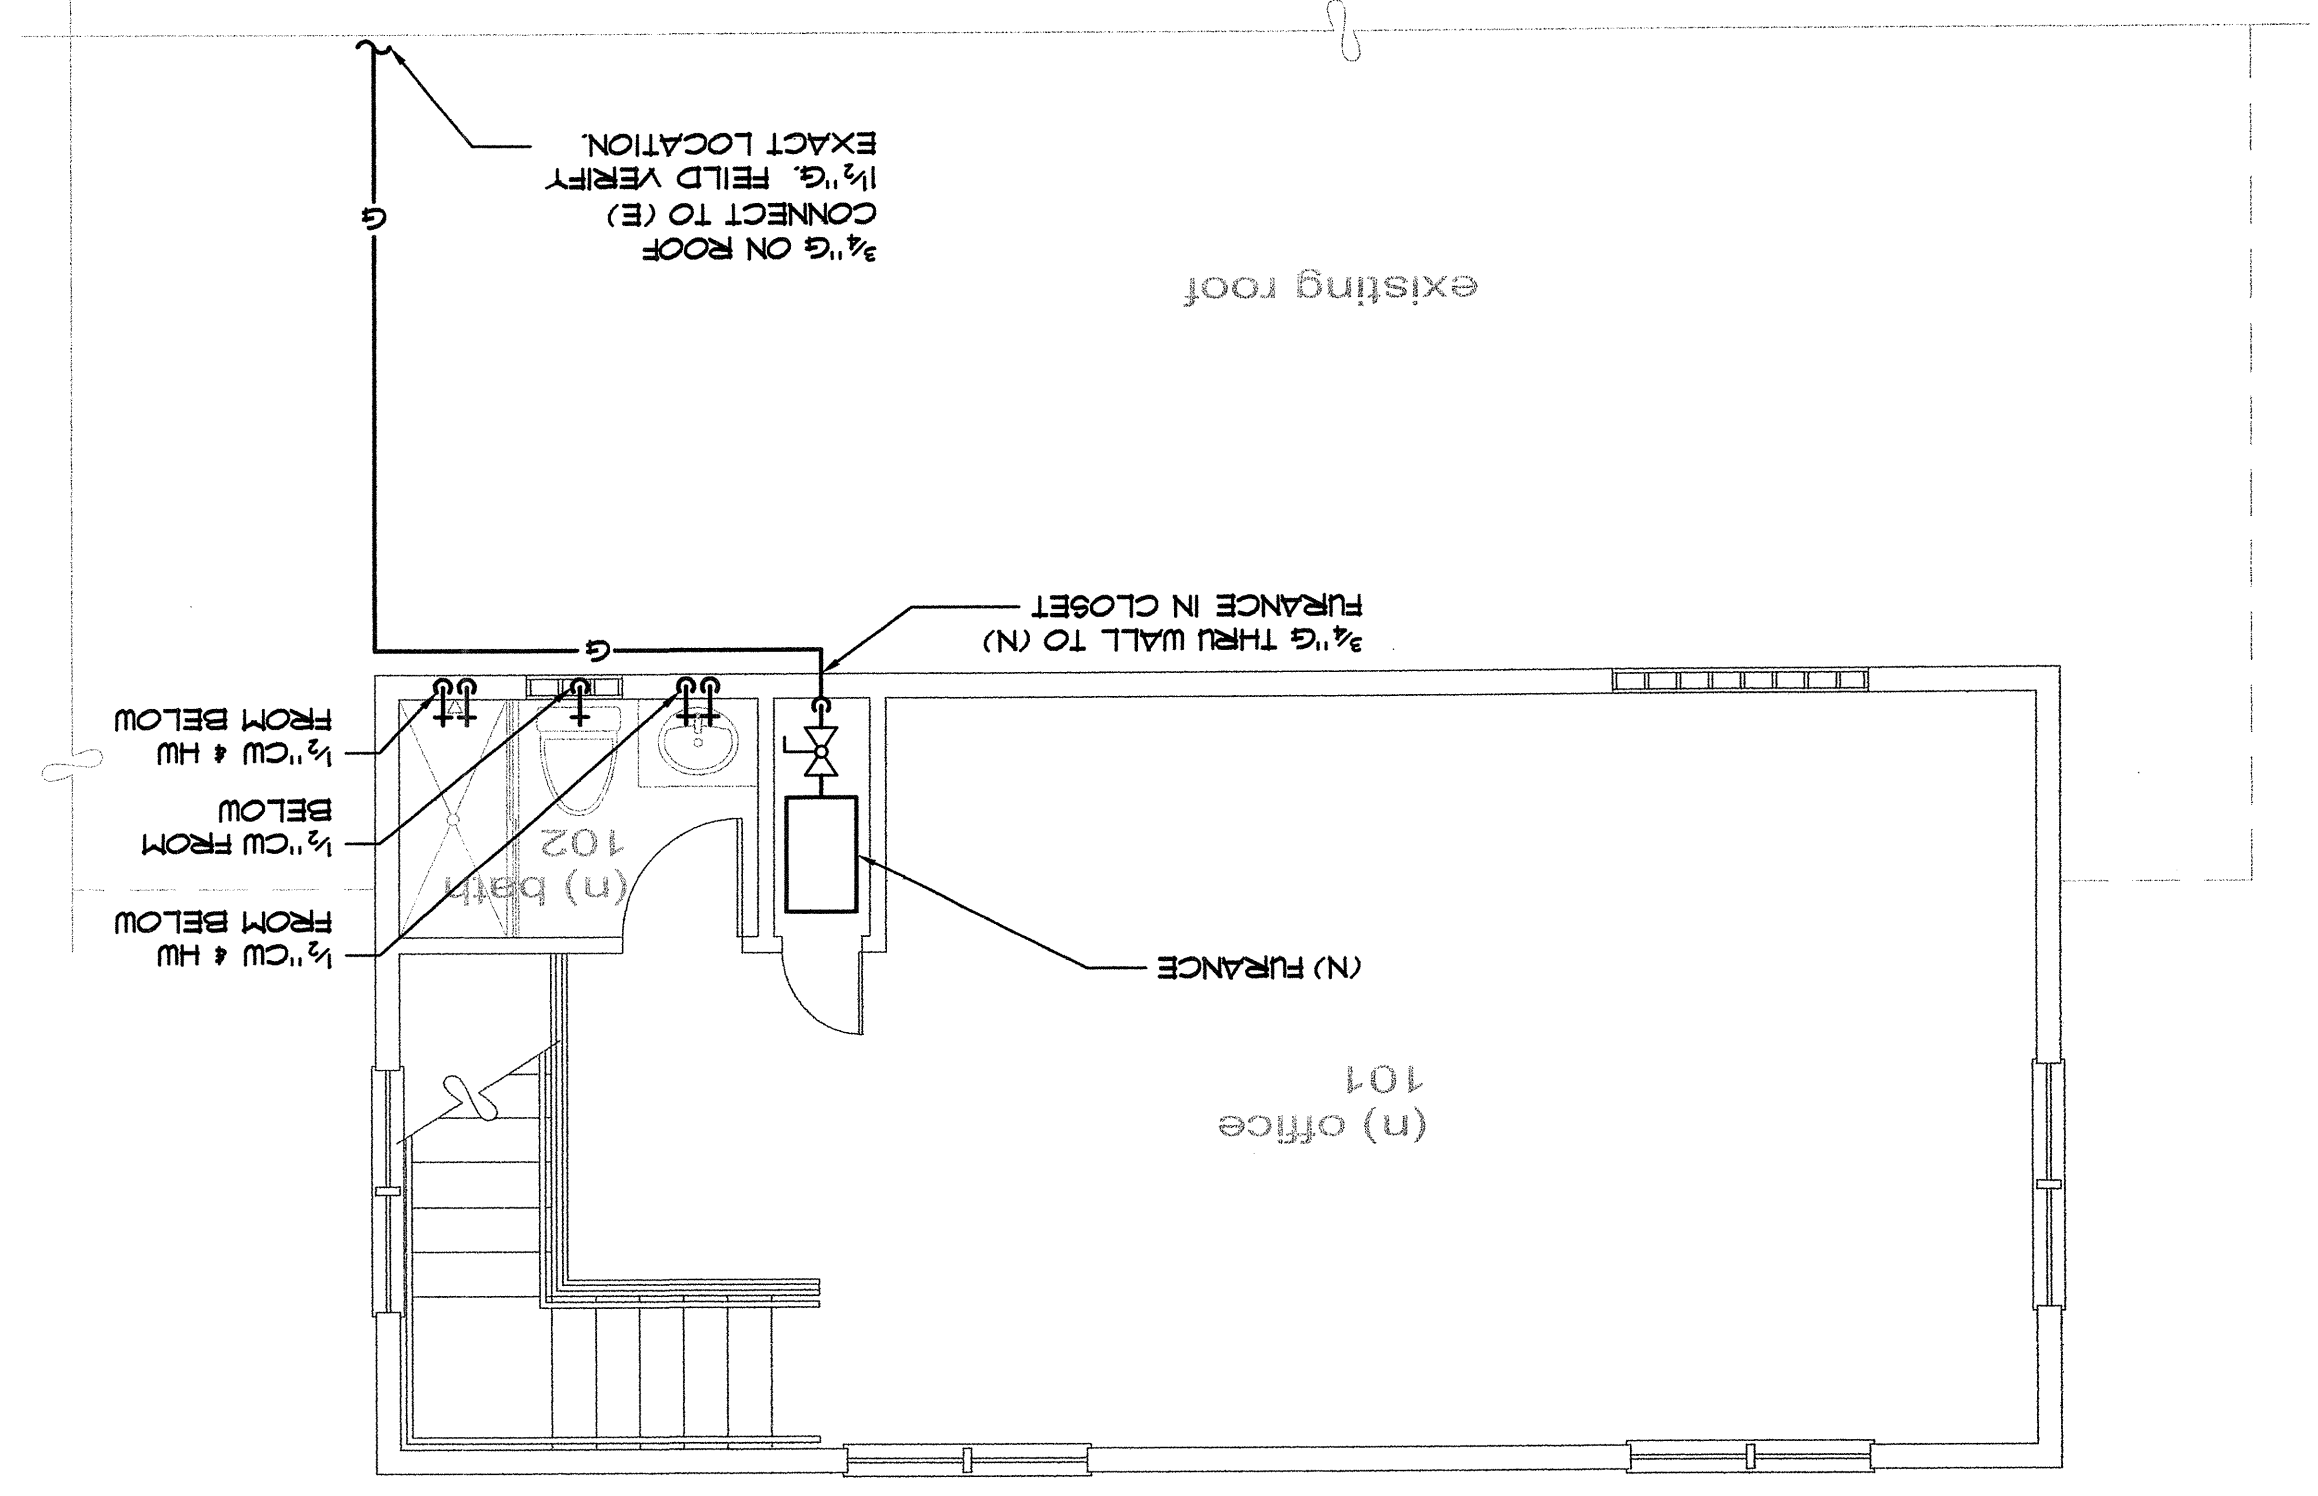 (n) office
101
(N) FURANCE
½"CW & HW
FROM BELOW
(n) bath
102
½"CW FROM
BELOW
½"CW & HW
FROM BELOW
¾"G THRU WALL TO (N)
FURANCE IN CLOSET
G
existing roof
¾"G ON ROOF
CONNECT TO (E)
1½"G. FEILD VERIFY
EXACT LOCATION.
G